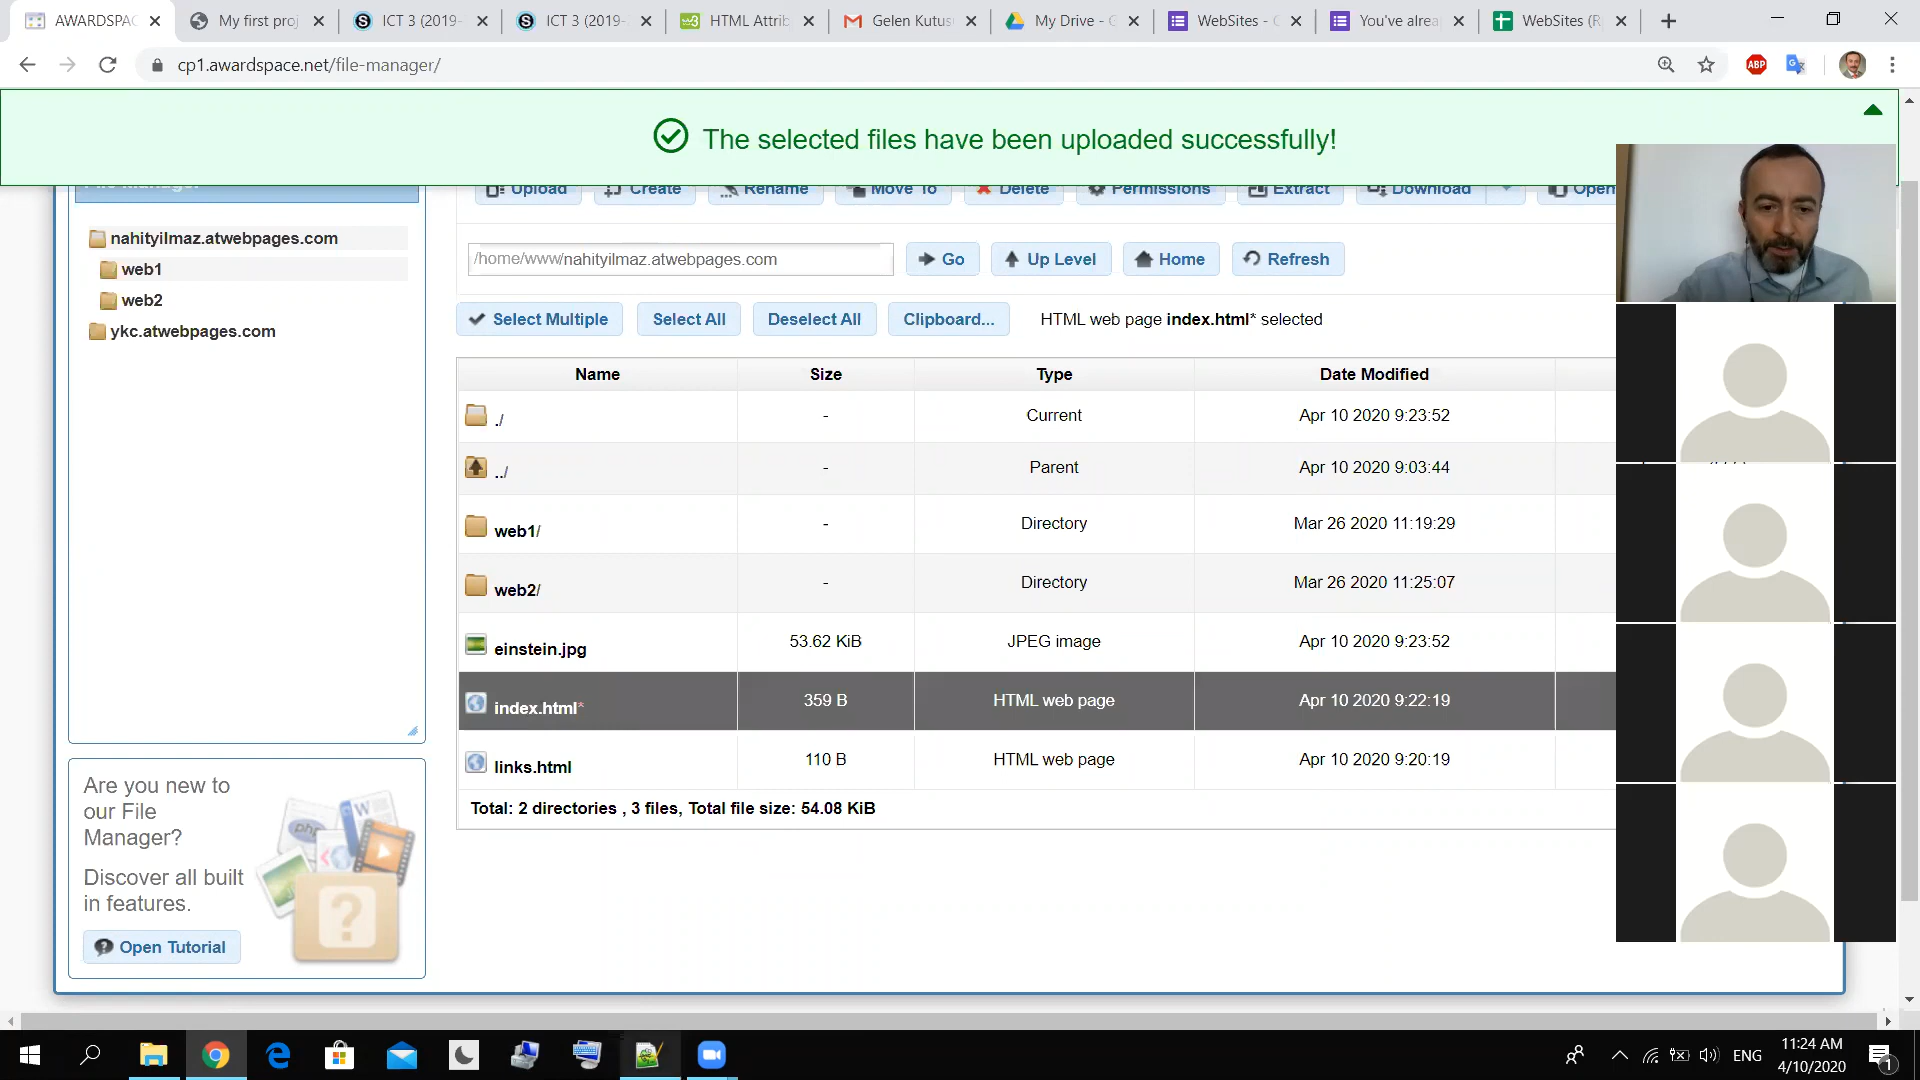 AWARDSPAC
My first proj
ICT 3 (2019-
ICT 3 (2019-
HTML Attrib
Gelen Kutus
My Drive - G
WebSites - G
You've alrea
WebSites (R
cp1.awardspace.net/file-manager/
ABP
The selected files have been uploaded successfully!
File Manager
Upload
Create
Rename
Move To
Delete
Permissions
Extract
Download
Open
nahityilmaz.atwebpages.com
web1
web2
ykc.atwebpages.com
/home/www/nahityilmaz.atwebpages.com
Go
Up Level
Home
Refresh
Select Multiple
Select All
Deselect All
Clipboard...
HTML web page index.html* selected
Name Size Type Date Modified
./ - Current Apr 10 2020 9:23:52
../ - Parent Apr 10 2020 9:03:44
web1/ - Directory Mar 26 2020 11:19:29
web2/ - Directory Mar 26 2020 11:25:07
einstein.jpg 53.62 KiB JPEG image Apr 10 2020 9:23:52
index.html* 359 B HTML web page Apr 10 2020 9:22:19
links.html 110 B HTML web page Apr 10 2020 9:20:19
Total: 2 directories , 3 files, Total file size: 54.08 KiB
Are you new to
our File
Manager?
Discover all built
in features.
Open Tutorial
ENG
11:24 AM
4/10/2020
1